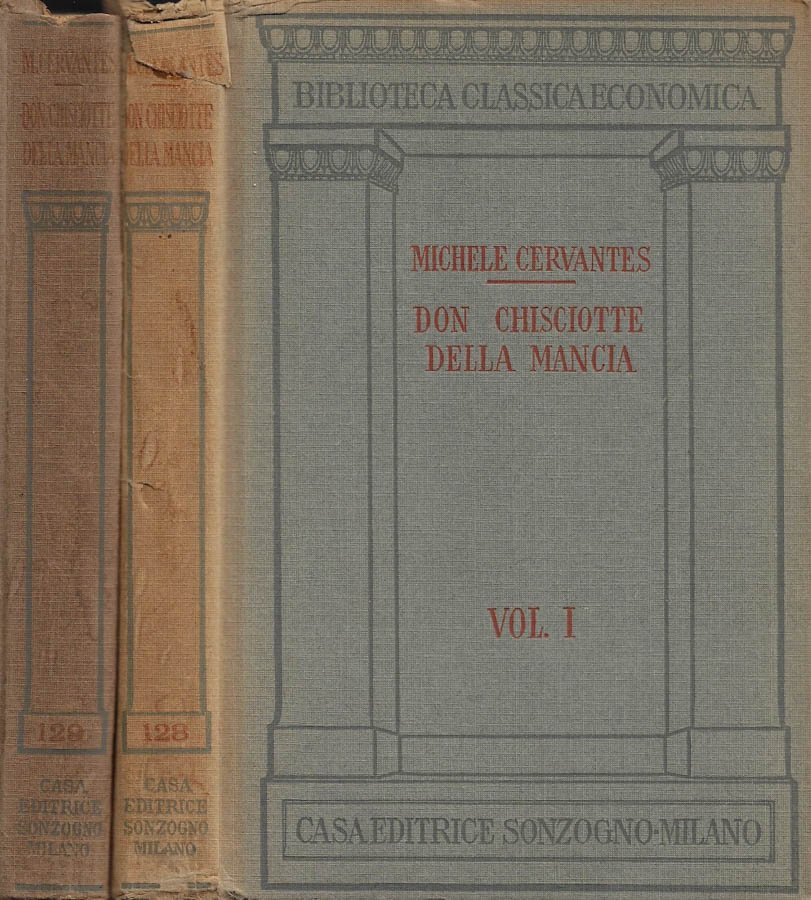 M. CERVANTES
DON CHISCIOTTE
DELLA MANCIA
129
CASA
EDITRICE
SONZOGNO
MILANO
CERVANTES
DON CHISCIOTTE
DELLA MANCIA
128
CASA
EDITRICE
SONZOGNO
MILANO
BIBLIOTECA CLASSICA ECONOMICA
MICHELE CERVANTES
DON CHISCIOTTE
DELLA MANCIA
VOL. I
CASA EDITRICE SONZOGNO-MILANO